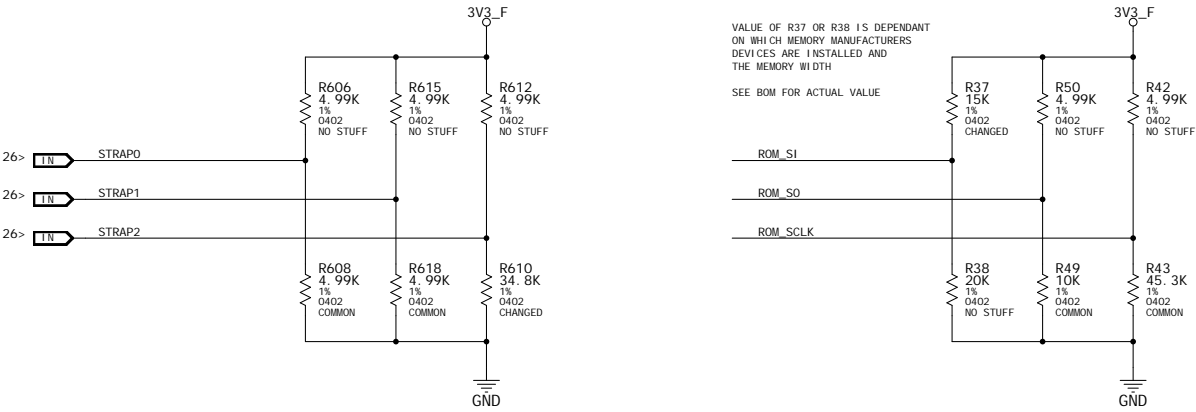 3V3_F
R606
4.99K
1%
0402
NO STUFF
R615
4.99K
1%
0402
NO STUFF
R612
4.99K
1%
0402
NO STUFF
26> IN STRAP0
26> IN STRAP1
26> IN STRAP2
R608
4.99K
1%
0402
COMMON
R618
4.99K
1%
0402
COMMON
R610
34.8K
1%
0402
CHANGED
GND
VALUE OF R37 OR R38 IS DEPENDANT
ON WHICH MEMORY MANUFACTURERS
DEVICES ARE INSTALLED AND
THE MEMORY WIDTH
SEE BOM FOR ACTUAL VALUE
3V3_F
R37
15K
1%
0402
CHANGED
R50
4.99K
1%
0402
NO STUFF
R42
4.99K
1%
0402
NO STUFF
ROM_SI
ROM_SO
ROM_SCLK
R38
20K
1%
0402
NO STUFF
R49
10K
1%
0402
COMMON
R43
45.3K
1%
0402
COMMON
GND